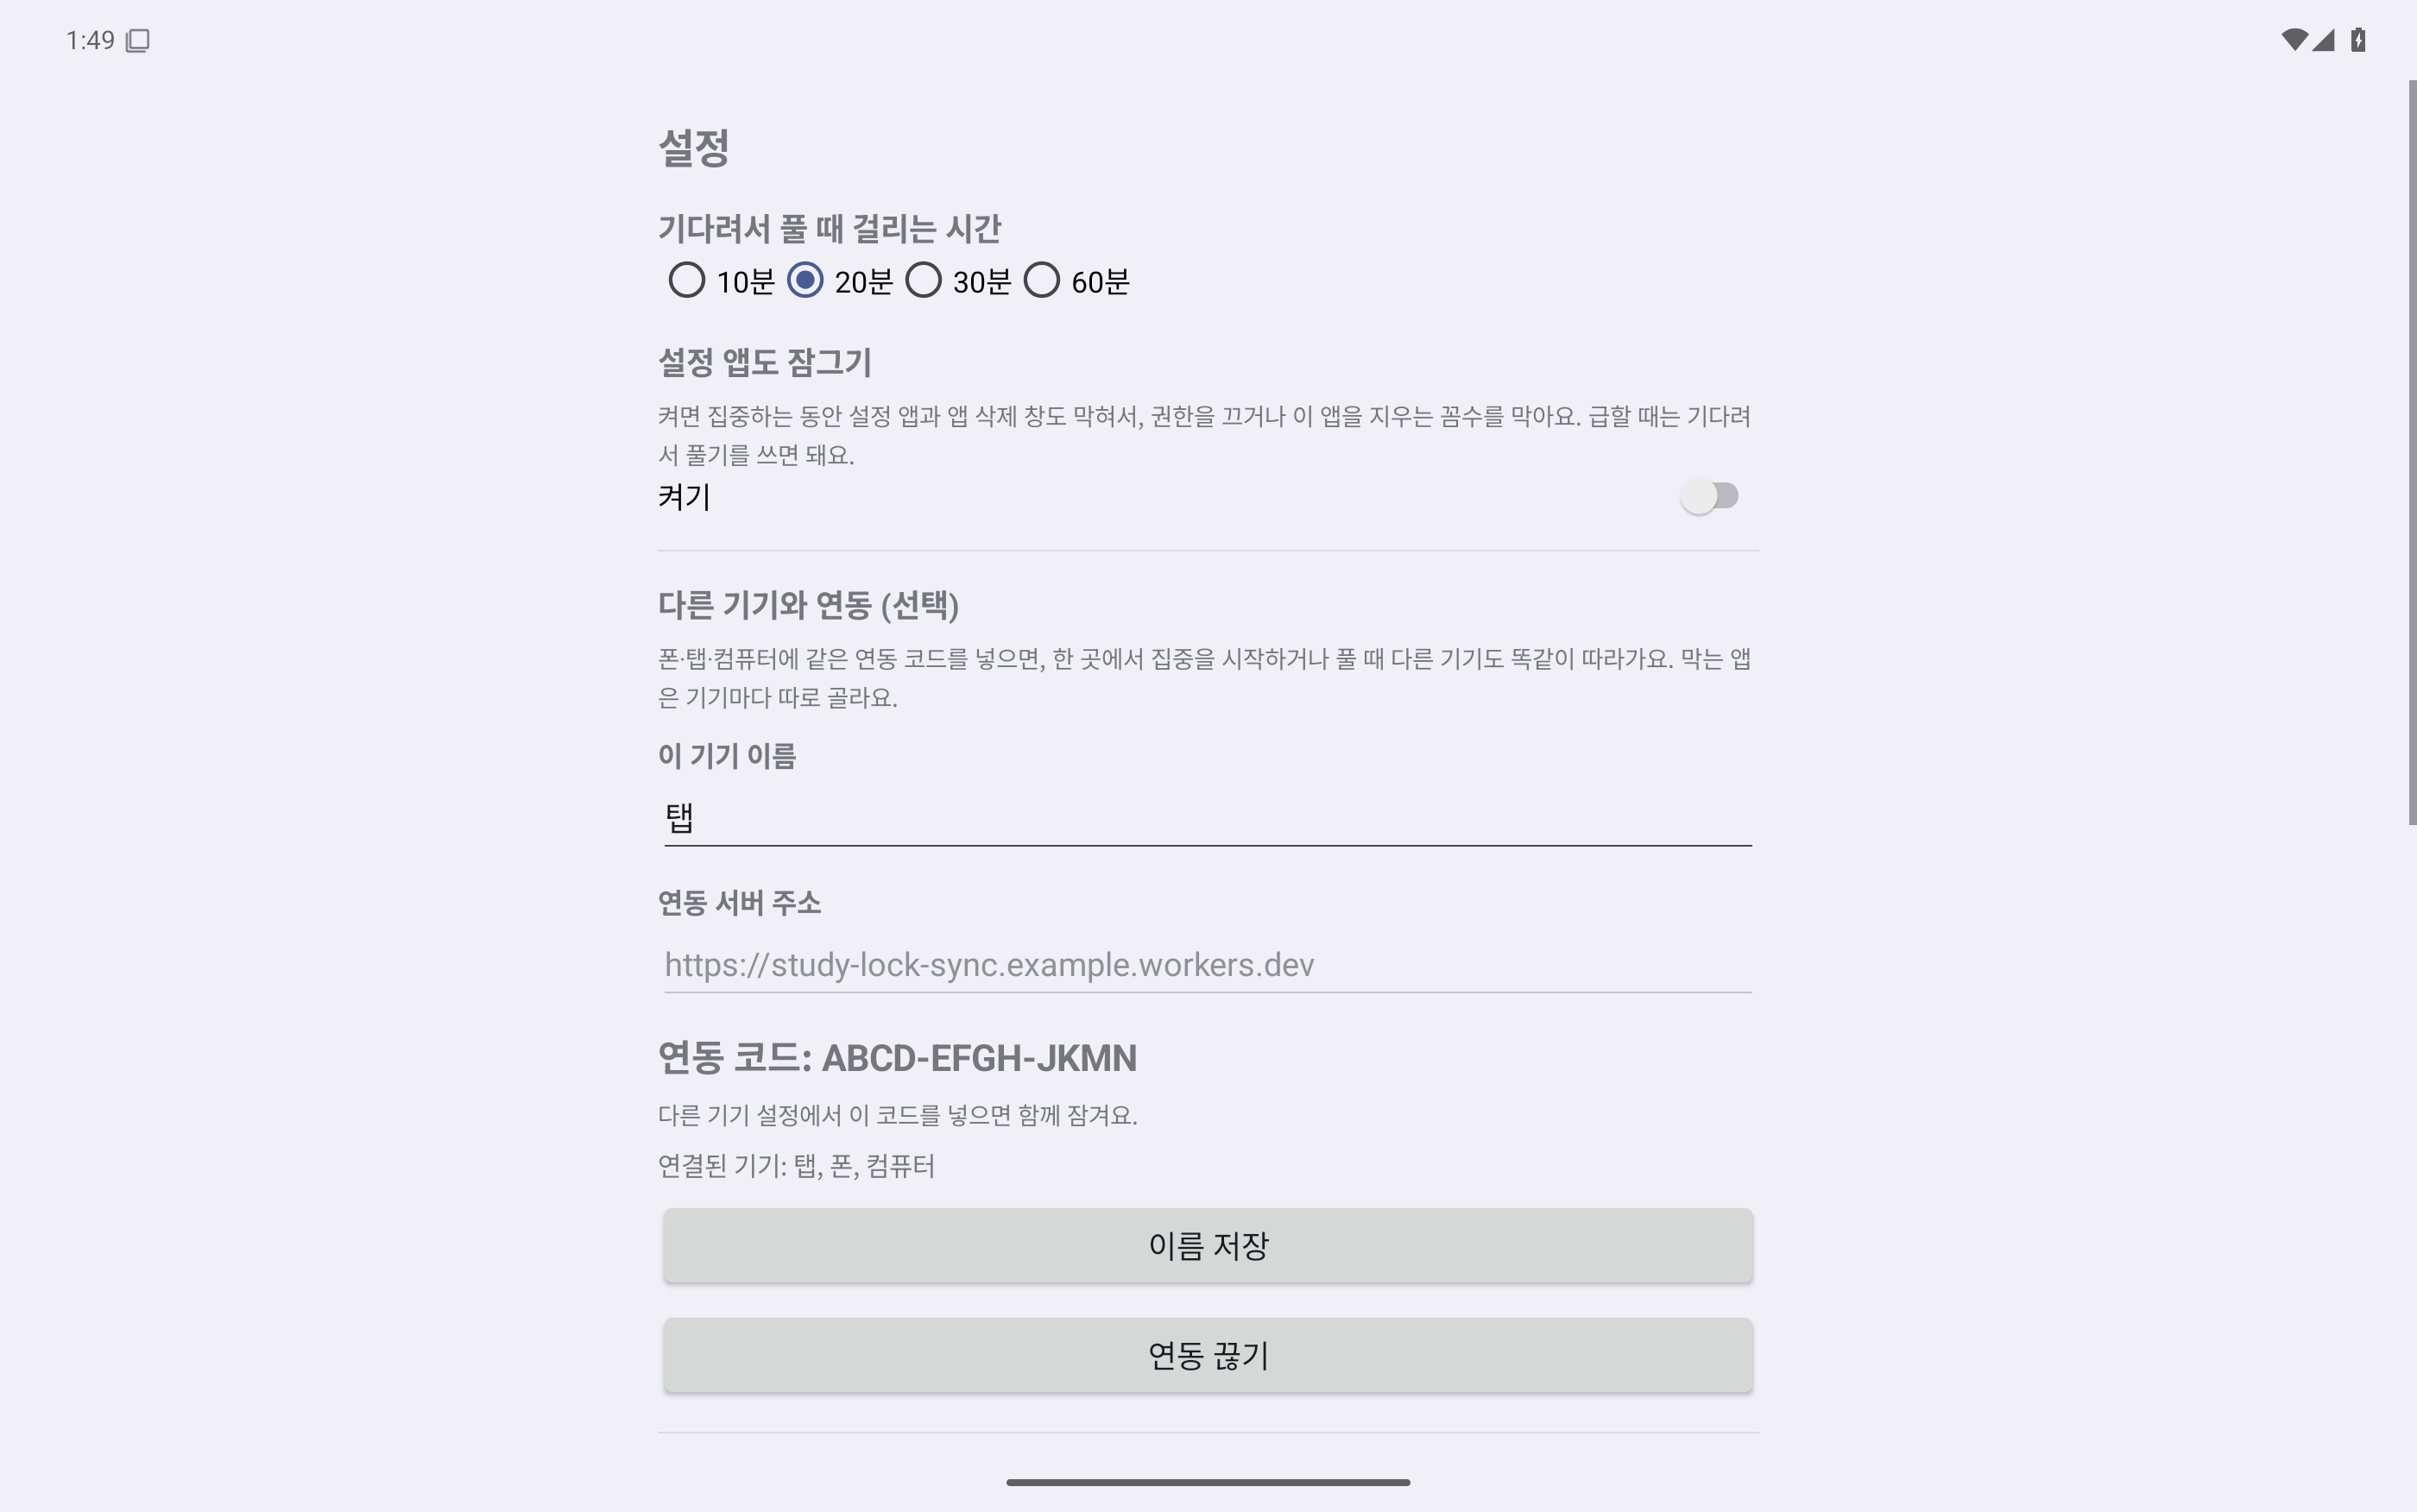 1:49
설정
기다려서 풀 때 걸리는 시간
10분 20분 30분 60분
설정 앱도 잠그기
켜면 집중하는 동안 설정 앱과 앱 삭제 창도 막혀서, 권한을 끄거나 이 앱을 지우는 꼼수를 막아요. 급할 때는 기다려
서 풀기를 쓰면 돼요.
켜기
다른 기기와 연동 (선택)
폰·탭·컴퓨터에 같은 연동 코드를 넣으면, 한 곳에서 집중을 시작하거나 풀 때 다른 기기도 똑같이 따라가요. 막는 앱
은 기기마다 따로 골라요.
이 기기 이름
탭
연동 서버 주소
https://study-lock-sync.example.workers.dev
연동 코드: ABCD-EFGH-JKMN
다른 기기 설정에서 이 코드를 넣으면 함께 잠겨요.
연결된 기기: 탭, 폰, 컴퓨터
이름 저장
연동 끊기